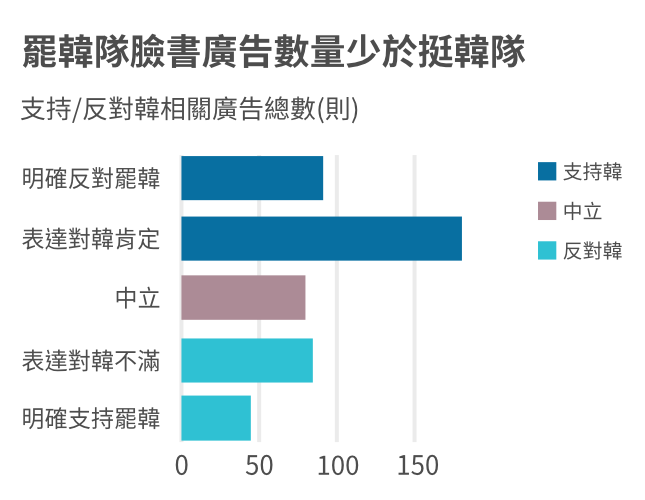 罷韓隊臉書廣告數量少於挺韓隊
支持/反對韓相關廣告總數(則)
明確反對罷韓
表達對韓肯定
中立
表達對韓不滿
明確支持罷韓
0 50 100 150
支持韓
中立
反對韓